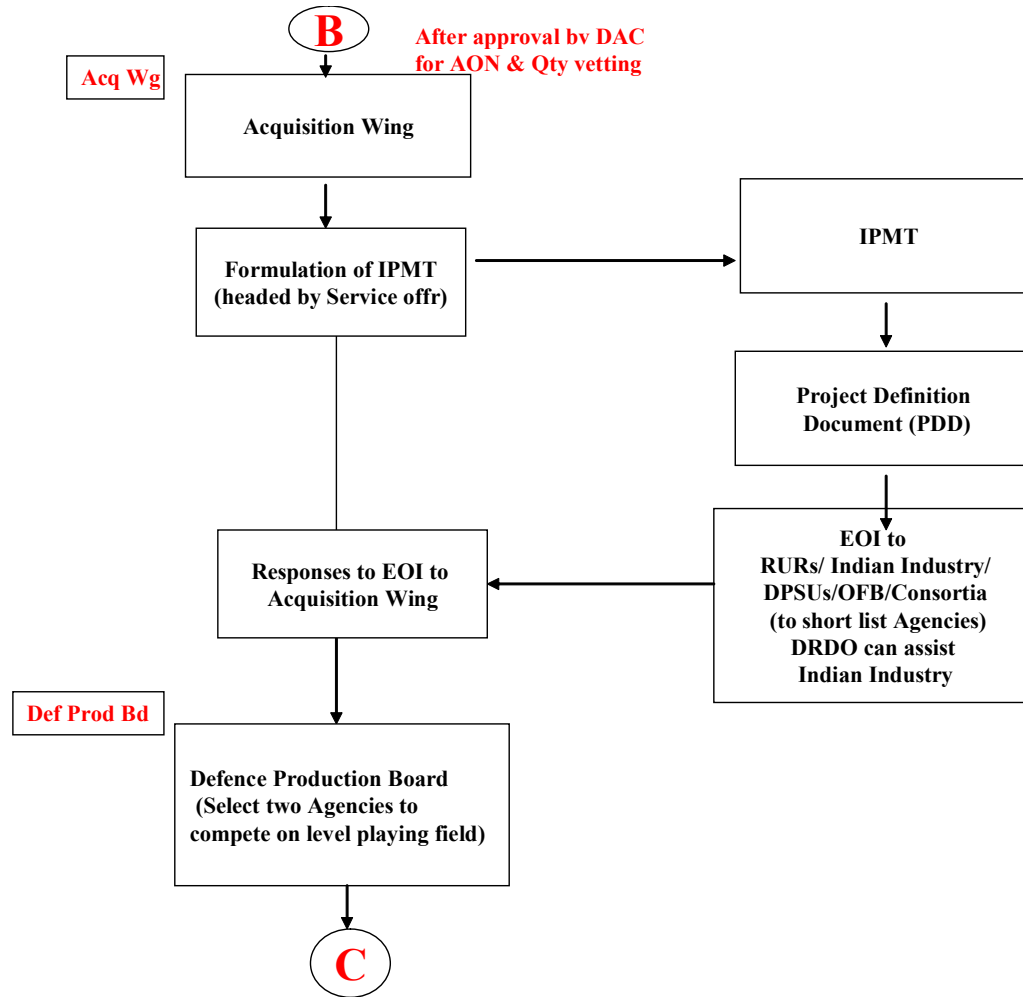 B
After approval bv DAC
for AON & Qty vetting
Acq Wg
Acquisition Wing
Formulation of IPMT
(headed by Service offr)
IPMT
Project Definition
Document (PDD)
EOI to
RURs/ Indian Industry/
DPSUs/OFB/Consortia
(to short list Agencies)
DRDO can assist
Indian Industry
Responses to EOI to
Acquisition Wing
Def Prod Bd
Defence Production Board
(Select two Agencies to
compete on level playing field)
C